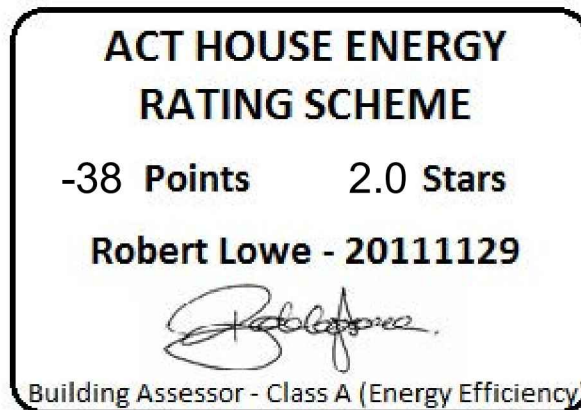 ACT HOUSE ENERGY
RATING SCHEME
-38 Points 2.0 Stars
Robert Lowe - 20111129
Building Assessor - Class A (Energy Efficiency)